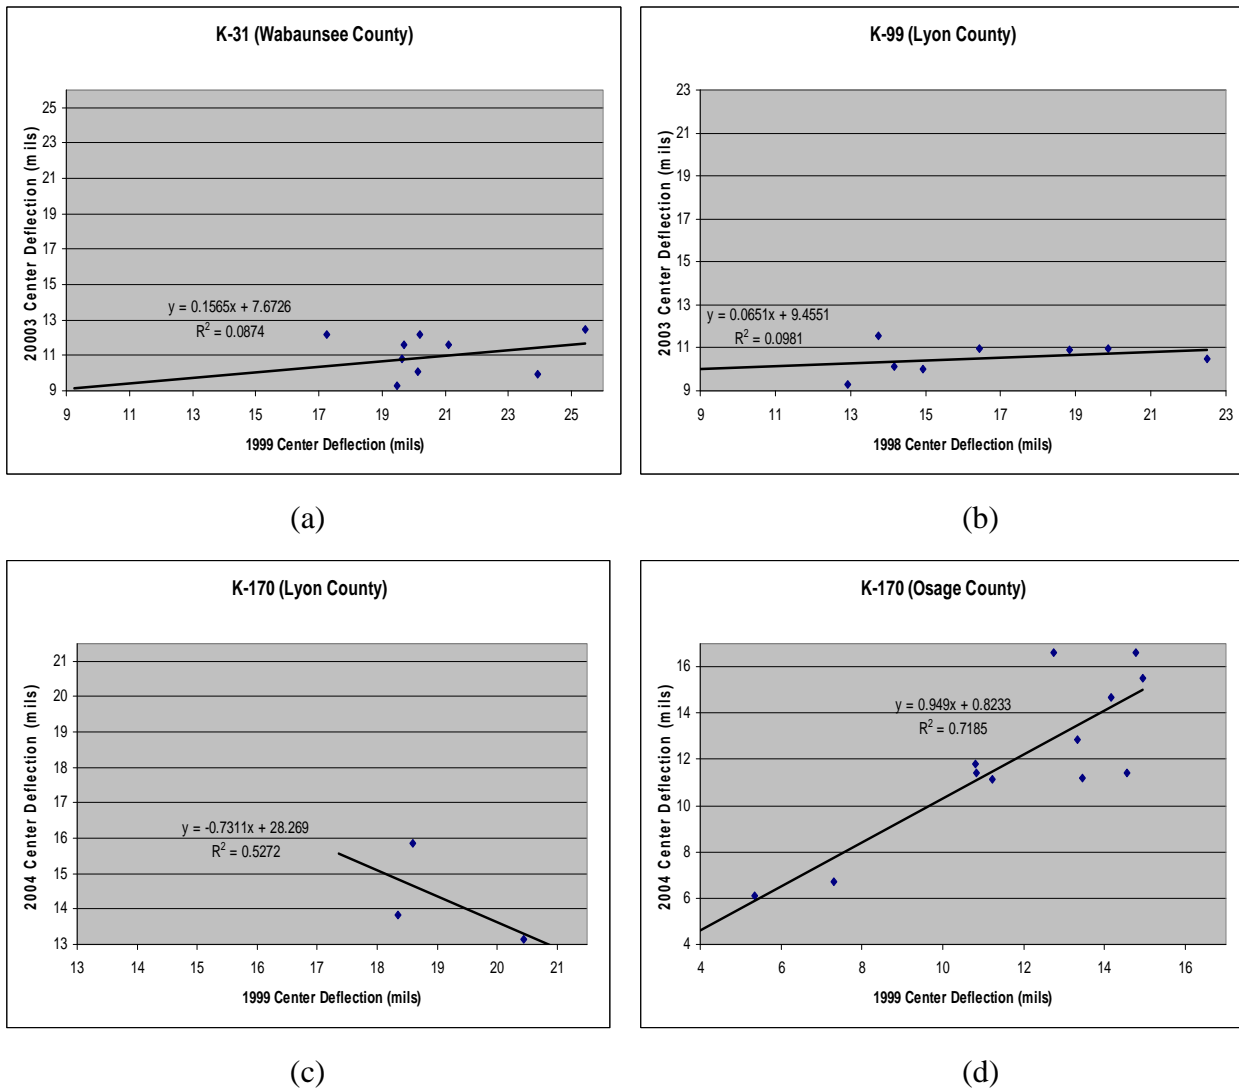 K-31 (Wabaunsee County)
25
23
21
19
17
15
13
11
9
20003 Center Deflection (mils)
y = 0.1565x + 7.6726
R² = 0.0874
9 11 13 15 17 19 21 23 25
1999 Center Deflection (mils)
(a)
K-99 (Lyon County)
23
21
19
17
15
13
11
9
2003 Center Deflection (mils)
y = 0.0651x + 9.4551
R² = 0.0981
9 11 13 15 17 19 21 23
1998 Center Deflection (mils)
(b)
K-170 (Lyon County)
21
20
19
18
17
16
15
14
13
2004 Center Deflection (mils)
y = -0.7311x + 28.269
R² = 0.5272
13 14 15 16 17 18 19 20 21
1999 Center Deflection (mils)
(c)
K-170 (Osage County)
16
14
12
10
8
6
4
2004 Center Deflection (mils)
y = 0.949x + 0.8233
R² = 0.7185
4 6 8 10 12 14 16
1999 Center Deflection (mils)
(d)